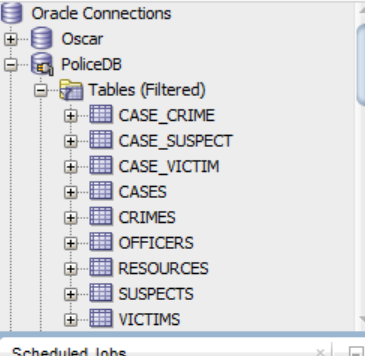 Oracle Connections
Oscar
PoliceDB
Tables (Filtered)
CASE_CRIME
CASE_SUSPECT
CASE_VICTIM
CASES
CRIMES
OFFICERS
RESOURCES
SUSPECTS
VICTIMS
Scheduled Jobs